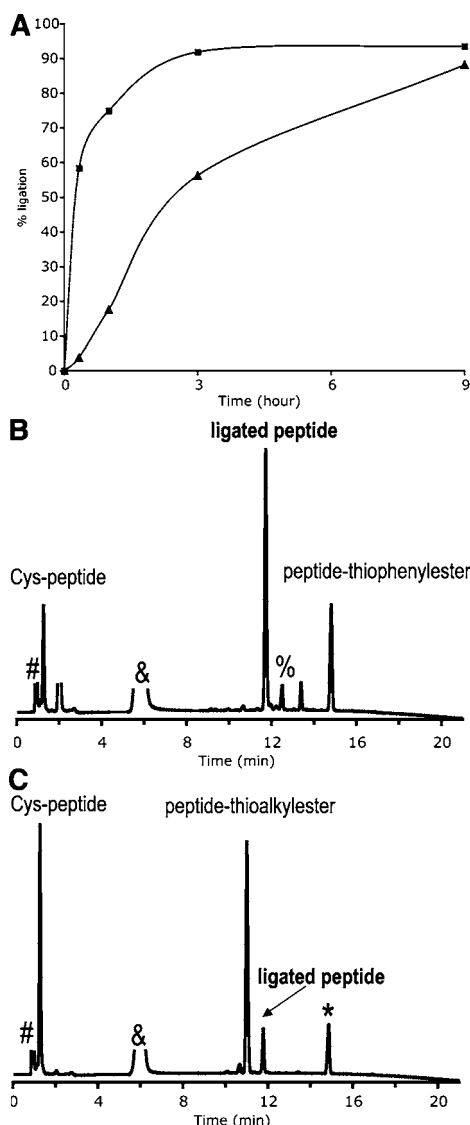 A
100
90
80
70
60
50
40
30
20
10
0
% ligation
0 3 6 9
Time (hour)
B
ligated peptide
Cys-peptide
peptide-thiophenylester
#
&
%
0 4 8 12 16 20
Time (min)
C
Cys-peptide
peptide-thioalkylester
ligated peptide
#
&
*
0 4 8 12 16 20
Time (min)